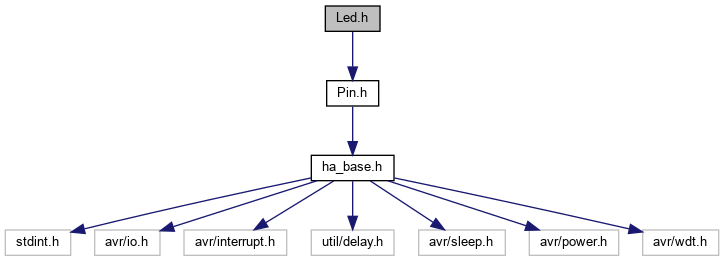 Led.h
Pin.h
ha_base.h
stdint.h
avr/io.h
avr/interrupt.h
util/delay.h
avr/sleep.h
avr/power.h
avr/wdt.h